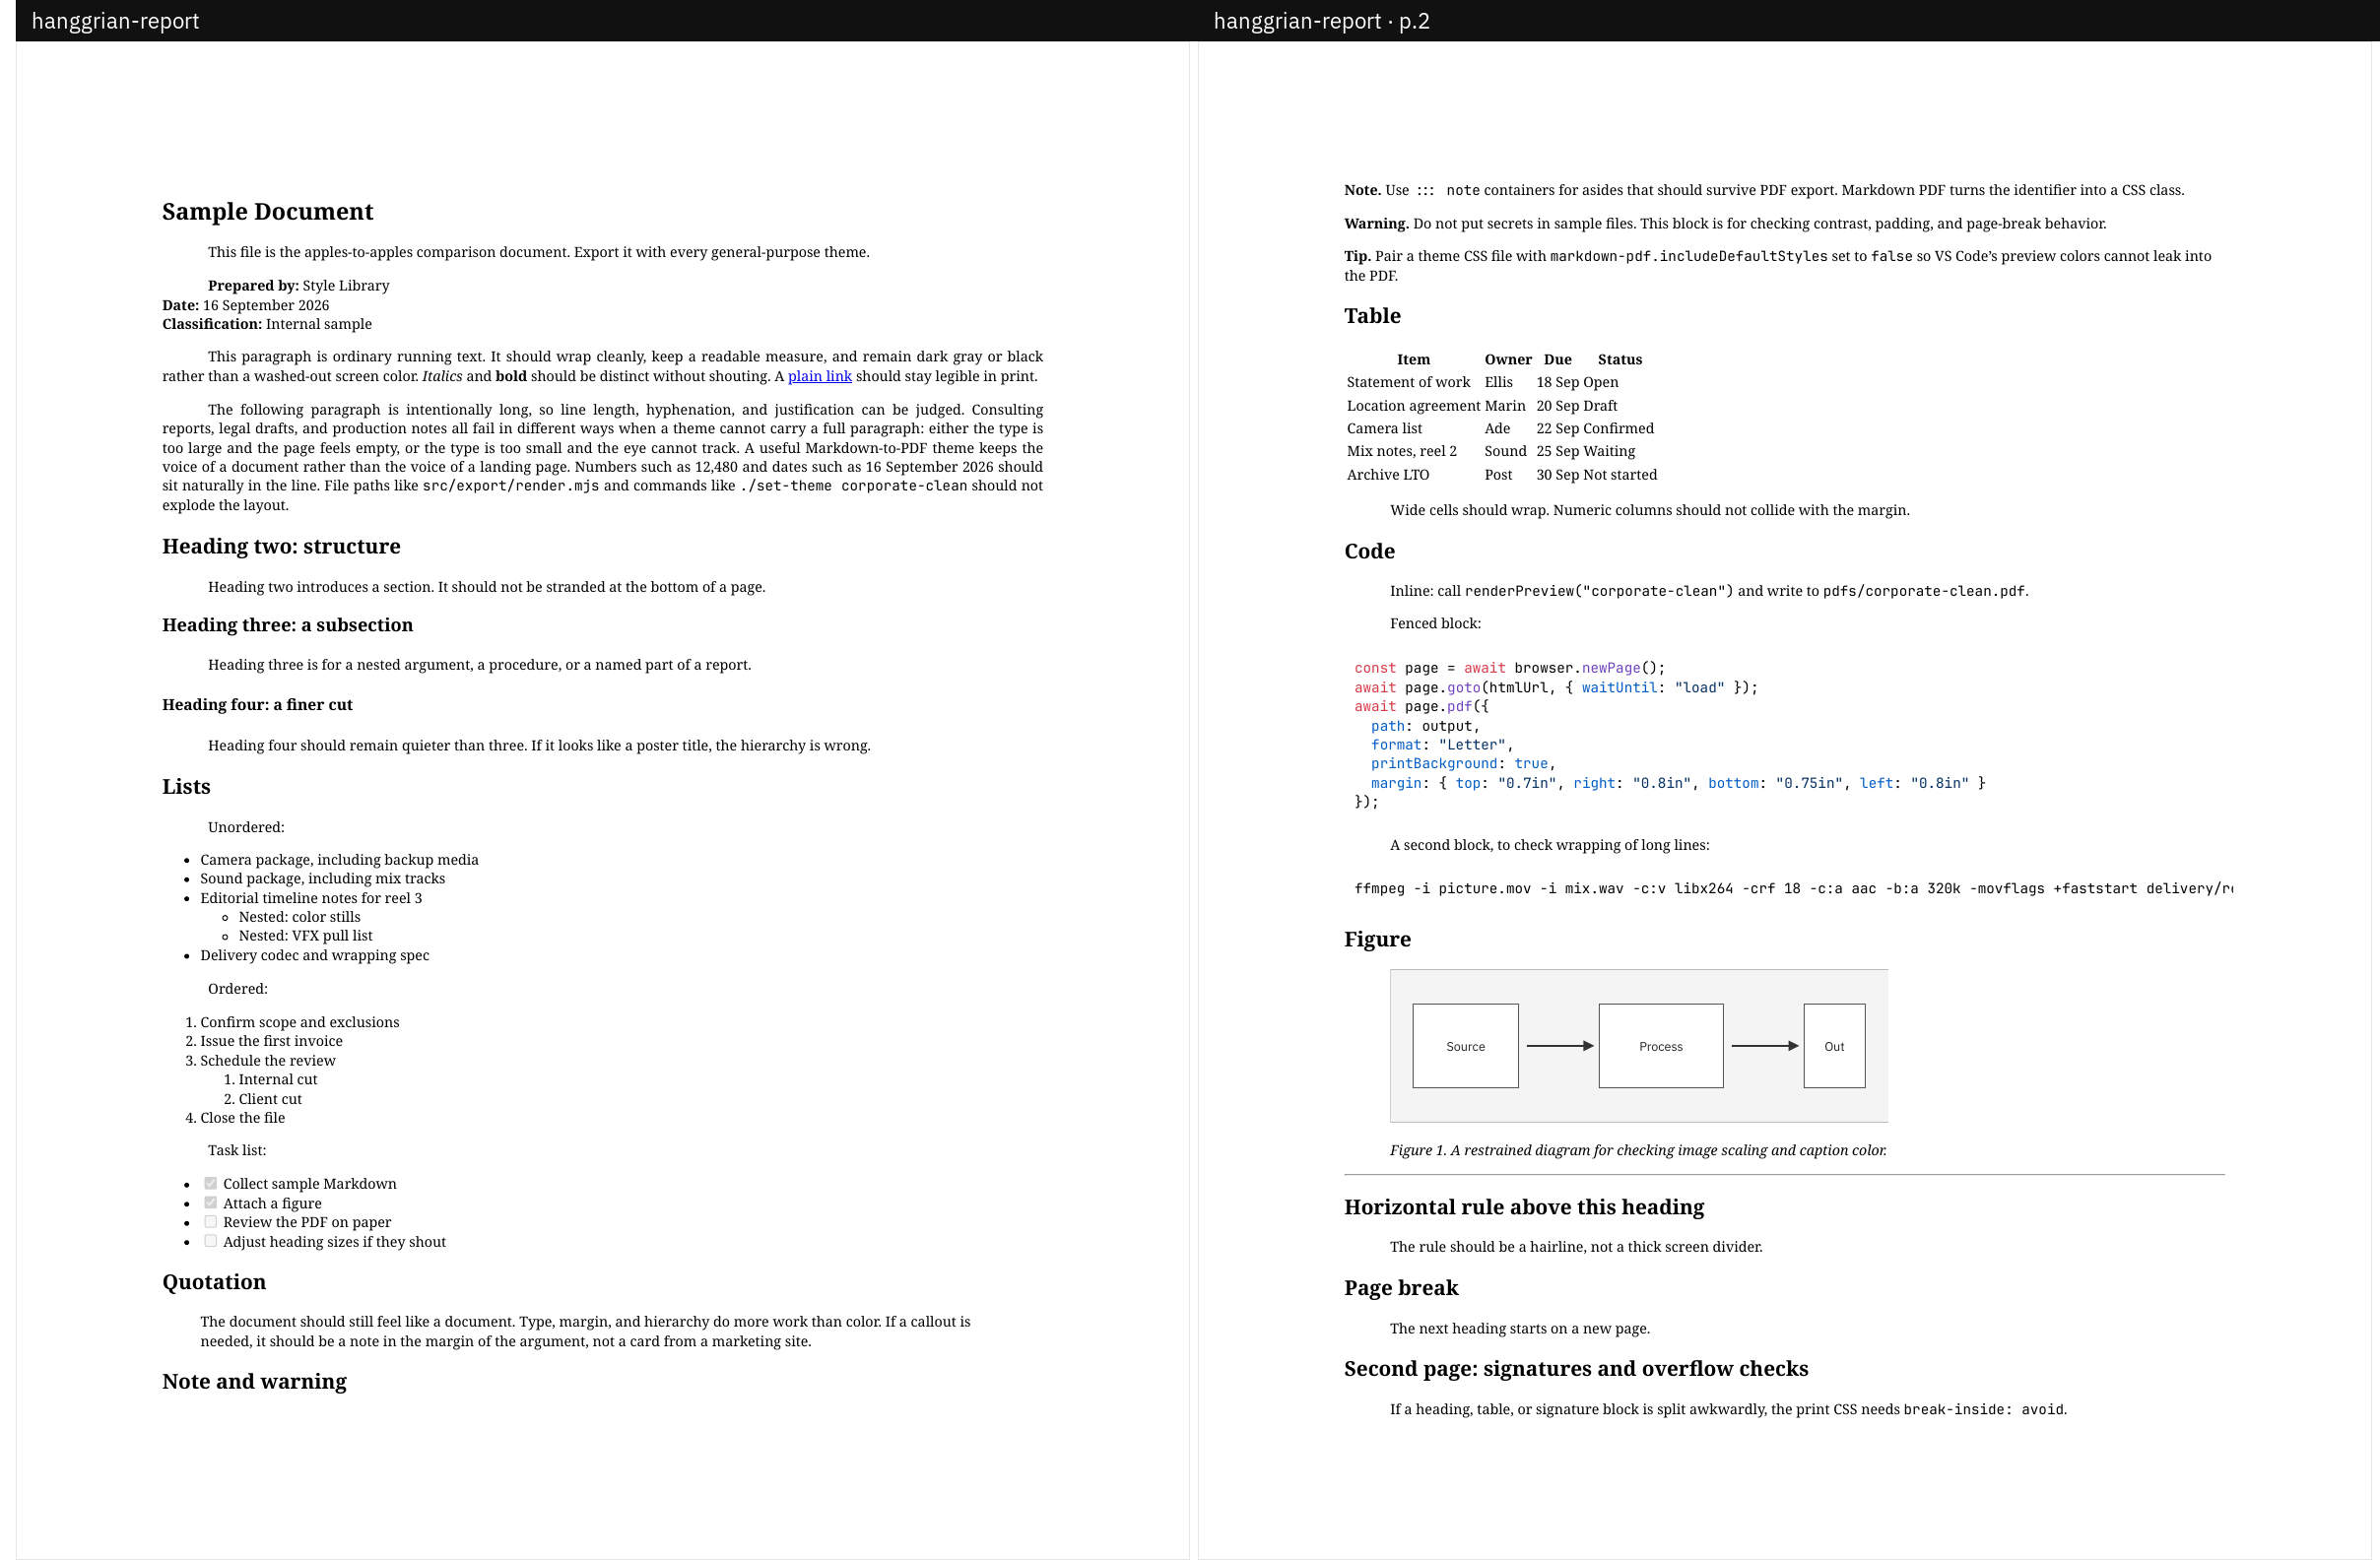 hanggrian-report
Sample Document
This file is the apples-to-apples comparison document. Export it with every general-purpose theme.
Prepared by: Style Library
Date: 16 September 2026
Classification: Internal sample
This paragraph is ordinary running text. It should wrap cleanly, keep a readable measure, and remain dark gray or black
rather than a washed-out screen color. Italics and bold should be distinct without shouting. A plain link should stay legible in print.
The following paragraph is intentionally long, so line length, hyphenation, and justification can be judged. Consulting
reports, legal drafts, and production notes all fail in different ways when a theme cannot carry a full paragraph: either the type is
too large and the page feels empty, or the type is too small and the eye cannot track. A useful Markdown-to-PDF theme keeps the
voice of a document rather than the voice of a landing page. Numbers such as 12,480 and dates such as 16 September 2026 should
sit naturally in the line. File paths like src/export/render.mjs and commands like ./set-theme corporate-clean should not
explode the layout.
Heading two: structure
Heading two introduces a section. It should not be stranded at the bottom of a page.
Heading three: a subsection
Heading three is for a nested argument, a procedure, or a named part of a report.
Heading four: a finer cut
Heading four should remain quieter than three. If it looks like a poster title, the hierarchy is wrong.
Lists
Unordered:
• Camera package, including backup media
• Sound package, including mix tracks
• Editorial timeline notes for reel 3
◦ Nested: color stills
◦ Nested: VFX pull list
• Delivery codec and wrapping spec
Ordered:
1. Confirm scope and exclusions
2. Issue the first invoice
3. Schedule the review
1. Internal cut
2. Client cut
4. Close the file
Task list:
• Collect sample Markdown
• Attach a figure
• Review the PDF on paper
• Adjust heading sizes if they shout
Quotation
The document should still feel like a document. Type, margin, and hierarchy do more work than color. If a callout is
needed, it should be a note in the margin of the argument, not a card from a marketing site.
Note and warning
hanggrian-report · p.2
Note. Use ::: note containers for asides that should survive PDF export. Markdown PDF turns the identifier into a CSS class.
Warning. Do not put secrets in sample files. This block is for checking contrast, padding, and page-break behavior.
Tip. Pair a theme CSS file with markdown-pdf.includeDefaultStyles set to false so VS Code’s preview colors cannot leak into
the PDF.
Table
Item Owner Due Status
Statement of work Ellis 18 Sep Open
Location agreement Marin 20 Sep Draft
Camera list Ade 22 Sep Confirmed
Mix notes, reel 2 Sound 25 Sep Waiting
Archive LTO Post 30 Sep Not started
Wide cells should wrap. Numeric columns should not collide with the margin.
Code
Inline: call renderPreview("corporate-clean") and write to pdfs/corporate-clean.pdf.
Fenced block:
const page = await browser.newPage();
await page.goto(htmlUrl, { waitUntil: "load" });
await page.pdf({
path: output,
format: "Letter",
printBackground: true,
margin: { top: "0.7in", right: "0.8in", bottom: "0.75in", left: "0.8in" }
});
A second block, to check wrapping of long lines:
ffmpeg -i picture.mov -i mix.wav -c:v libx264 -crf 18 -c:a aac -b:a 320k -movflags +faststart delivery/r
Figure
Source Process Out
Figure 1. A restrained diagram for checking image scaling and caption color.
Horizontal rule above this heading
The rule should be a hairline, not a thick screen divider.
Page break
The next heading starts on a new page.
Second page: signatures and overflow checks
If a heading, table, or signature block is split awkwardly, the print CSS needs break-inside: avoid.